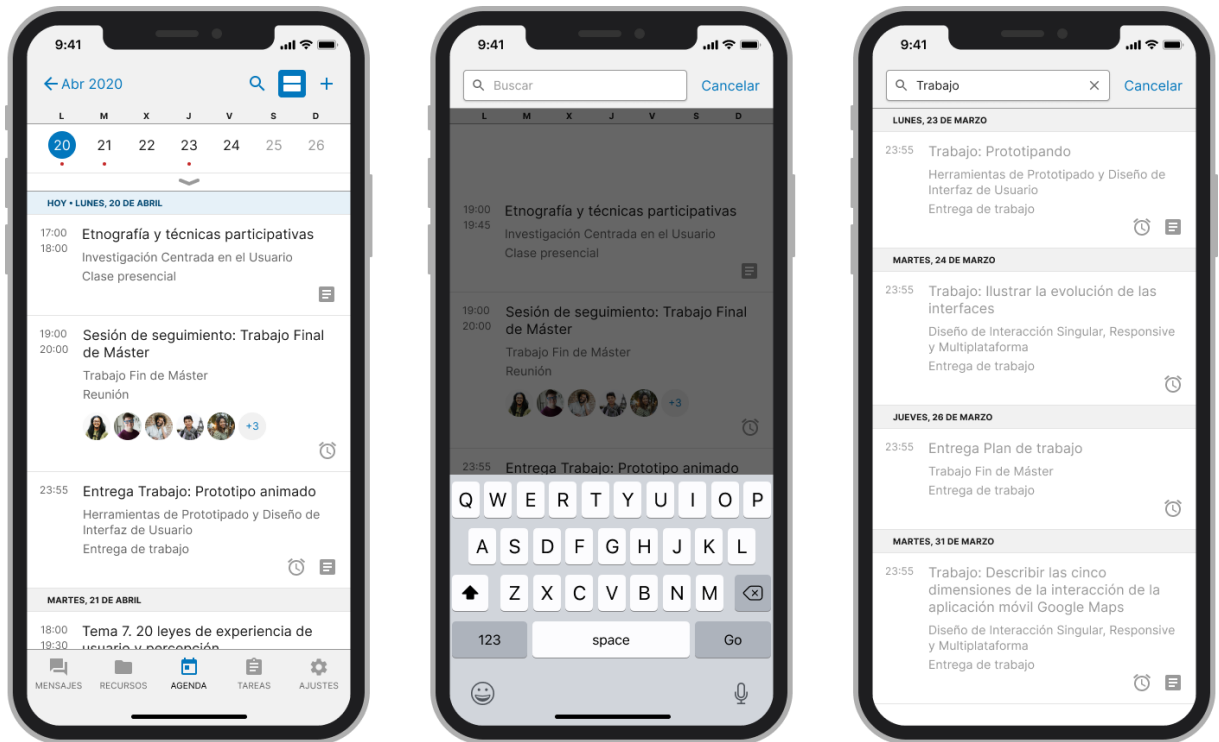 9:41
Abr 2020
L M X J V S D
20 21 22 23 24 25 26
HOY • LUNES, 20 DE ABRIL
17:00 Etnografía y técnicas participativas
18:00
Investigación Centrada en el Usuario
Clase presencial
19:00 Sesión de seguimiento: Trabajo Final
20:00 de Máster
Trabajo Fin de Máster
Reunión
+3
23:55 Entrega Trabajo: Prototipo animado
Herramientas de Prototipado y Diseño de
Interfaz de Usuario
Entrega de trabajo
MARTES, 21 DE ABRIL
18:00 Tema 7. 20 leyes de experiencia de
19:30 usuario y percepción
MENSAJES RECURSOS AGENDA TAREAS AJUSTES
9:41
Buscar Cancelar
L M X J V S D
19:00 Etnografía y técnicas participativas
19:45
Investigación Centrada en el Usuario
Clase presencial
19:00 Sesión de seguimiento: Trabajo Final
20:00 de Máster
Trabajo Fin de Máster
Reunión
+3
23:55 Entrega Trabajo: Prototipo animado
Q W E R T Y U I O P
A S D F G H J K L
Z X C V B N M
123 space Go
9:41
Trabajo Cancelar
LUNES, 23 DE MARZO
23:55 Trabajo: Prototipando
Herramientas de Prototipado y Diseño de
Interfaz de Usuario
Entrega de trabajo
MARTES, 24 DE MARZO
23:55 Trabajo: Ilustrar la evolución de las
interfaces
Diseño de Interacción Singular, Responsive
y Multiplataforma
Entrega de trabajo
JUEVES, 26 DE MARZO
23:55 Entrega Plan de trabajo
Trabajo Fin de Máster
Entrega de trabajo
MARTES, 31 DE MARZO
23:55 Trabajo: Describir las cinco
dimensiones de la interacción de la
aplicación móvil Google Maps
Diseño de Interacción Singular, Responsive
y Multiplataforma
Entrega de trabajo